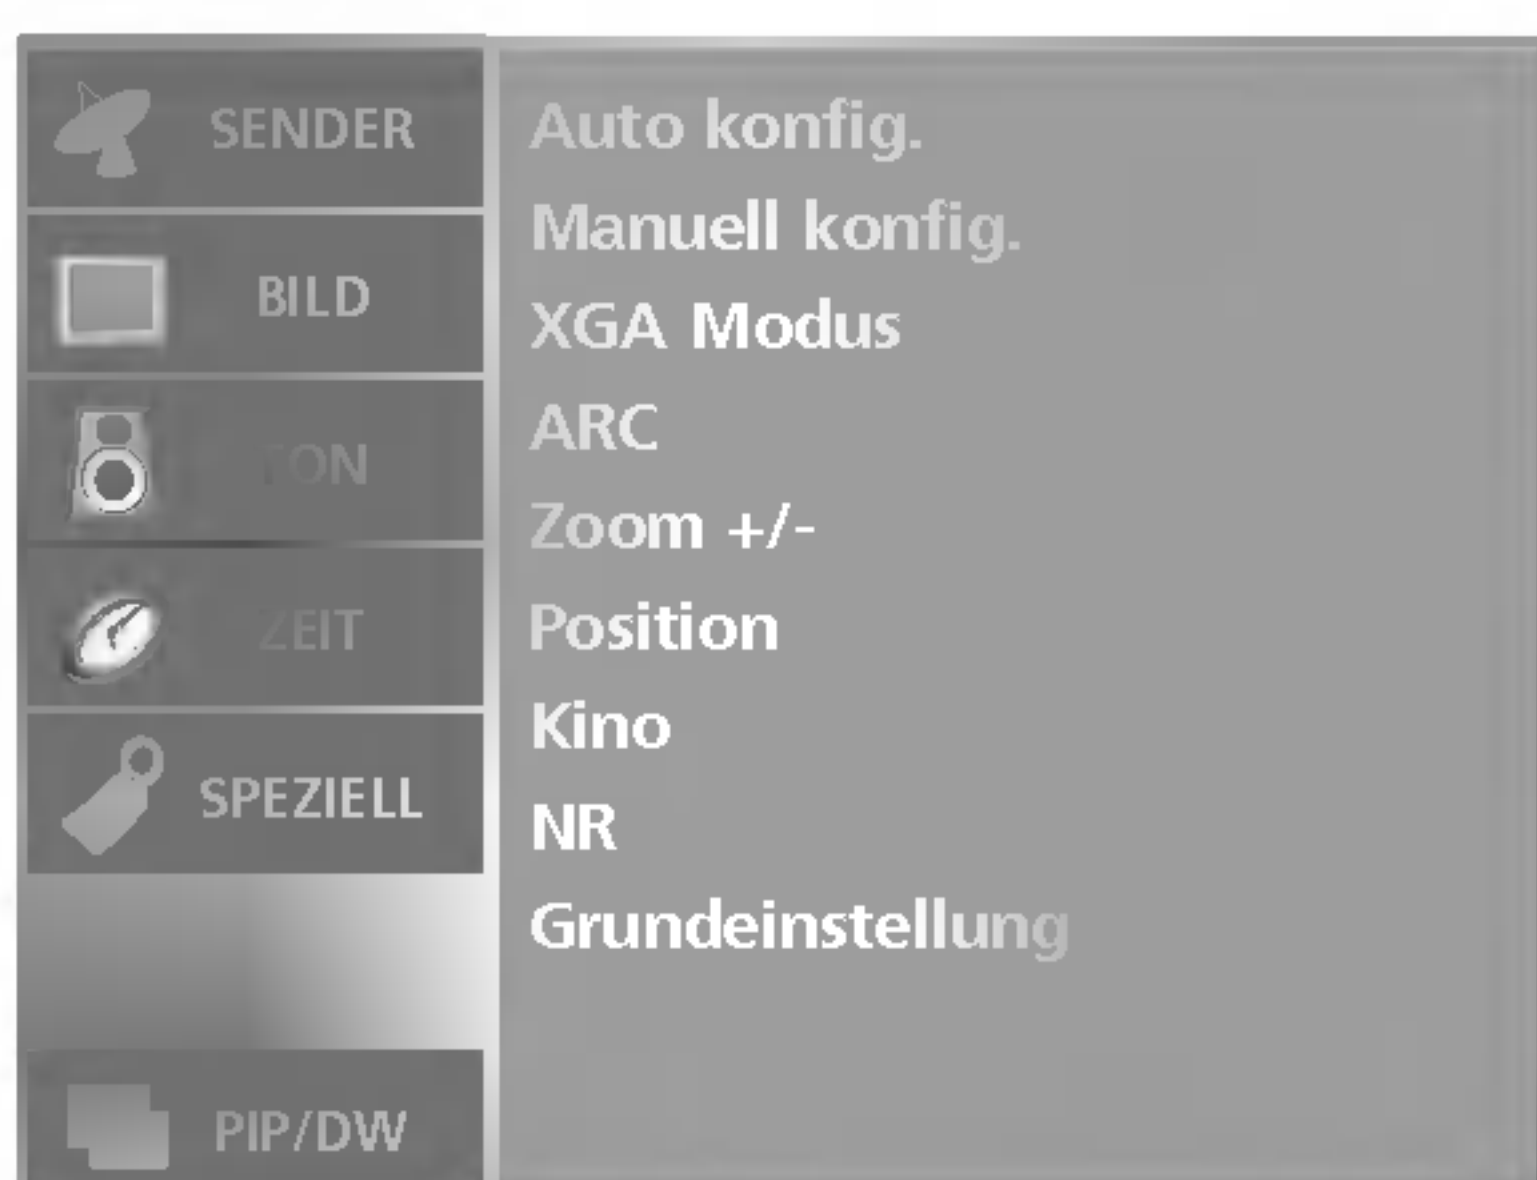 SENDER
BILD
TON
ZEIT
SPEZIELL
PIP/DW
Auto konfig.
Manuell konfig.
XGA Modus
ARC
Zoom +/-
Position
Kino
NR
Grundeinstellung